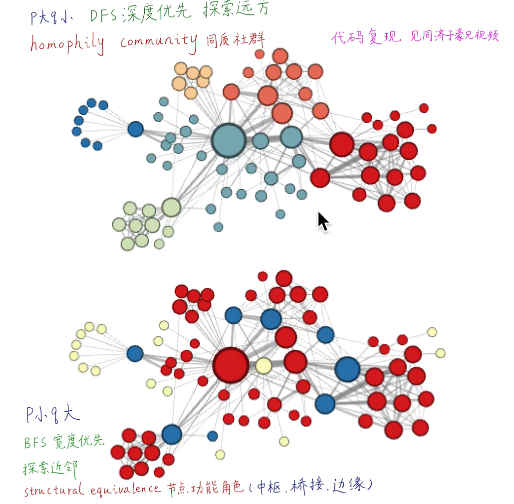 P大q小 DFS 深度优先 探索远方
homophily community 同质社群
代码复现 见同济子豪兄视频
P小q大
BFS 宽度优先
探索近邻
structural equivalence 节点功能角色(中枢.桥接.边缘)